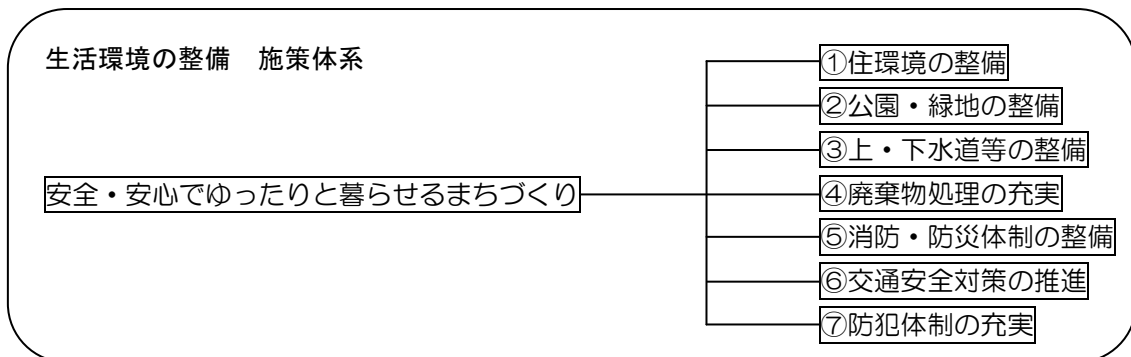 生活環境の整備　施策体系
①住環境の整備
②公園・緑地の整備
③上・下水道等の整備
安全・安心でゆったりと暮らせるまちづくり
④廃棄物処理の充実
⑤消防・防災体制の整備
⑥交通安全対策の推進
⑦防犯体制の充実